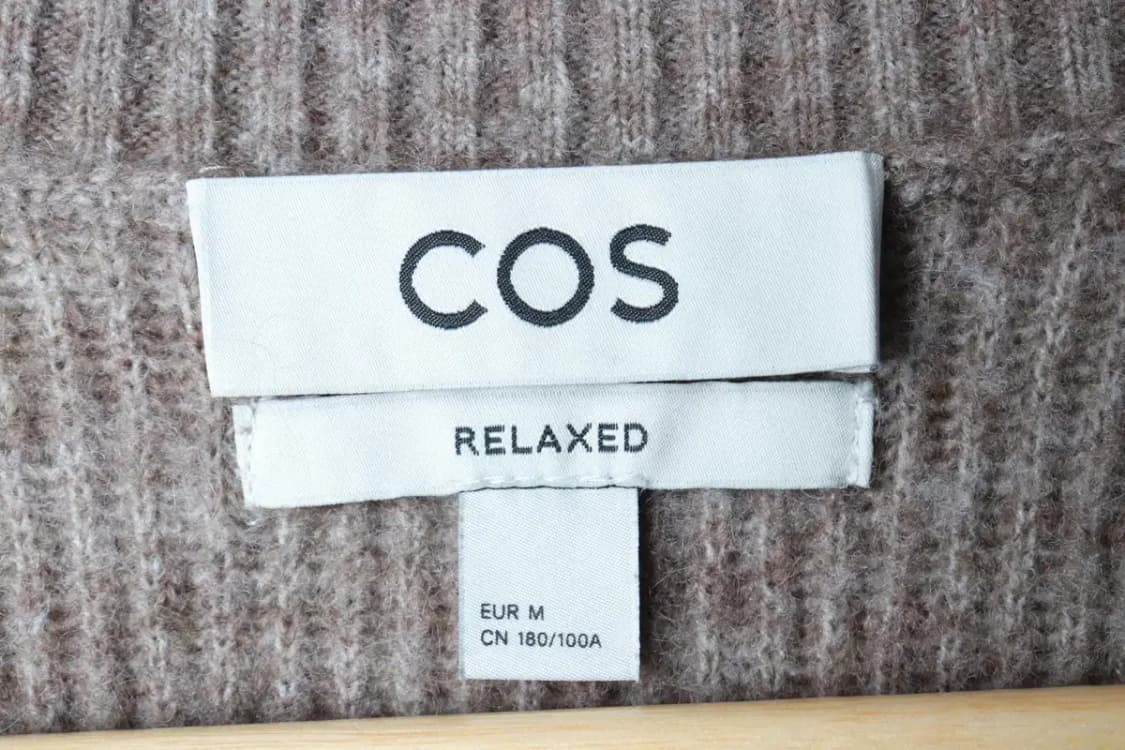 COS
RELAXED
EUR M
CN 180/100A